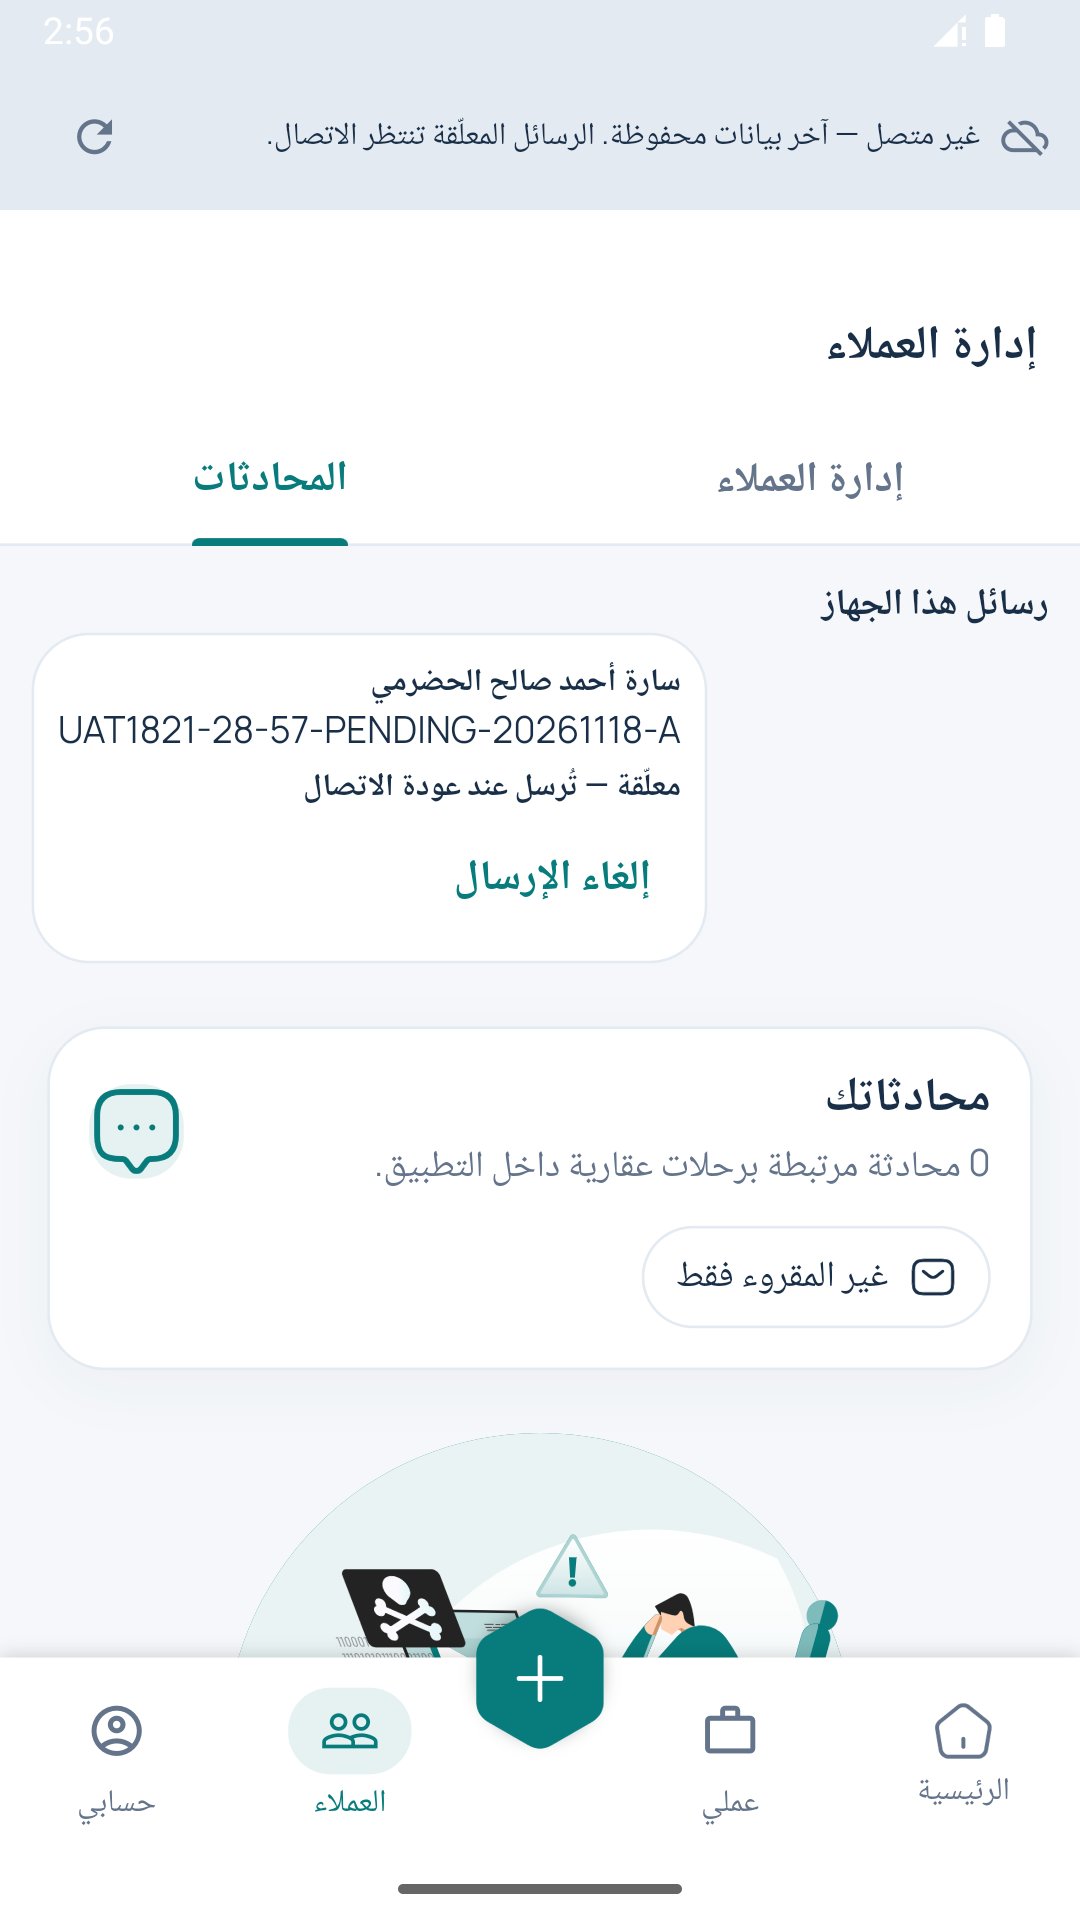 2:56
غير متصل — آخر بيانات محفوظة. الرسائل المعلّقة تنتظر الاتصال.
إدارة العملاء
إدارة العملاء
المحادثات
رسائل هذا الجهاز
سارة أحمد صالح الحضرمي
UAT1821-28-57-PENDING-20261118-A
معلّقة — تُرسل عند عودة الاتصال
إلغاء الإرسال
محادثاتك
0 محادثة مرتبطة برحلات عقارية داخل التطبيق.
غير المقروء فقط
!
الرئيسية
عملي
العملاء
حسابي